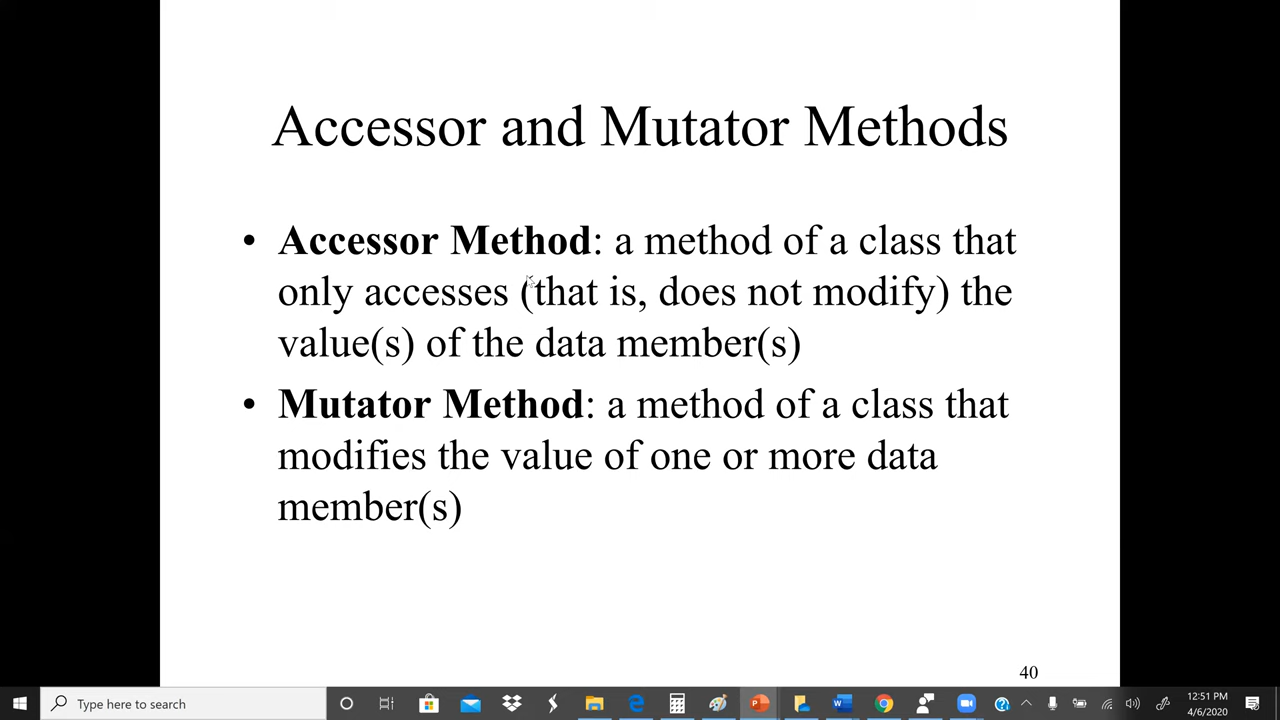 Accessor and Mutator Methods
• Accessor Method: a method of a class that
only accesses (that is, does not modify) the
value(s) of the data member(s)
• Mutator Method: a method of a class that
modifies the value of one or more data
member(s)
40
Type here to search
12:51 PM
4/6/2020